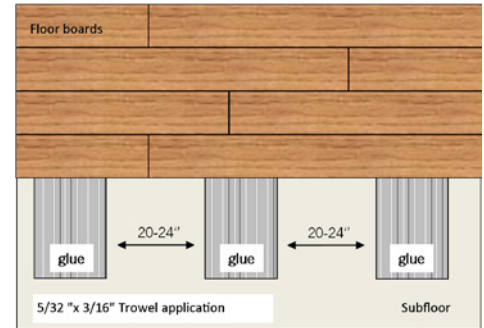 Floor boards
20-24" 20-24"
glue glue glue
5/32 "x 3/16" Trowel application Subfloor